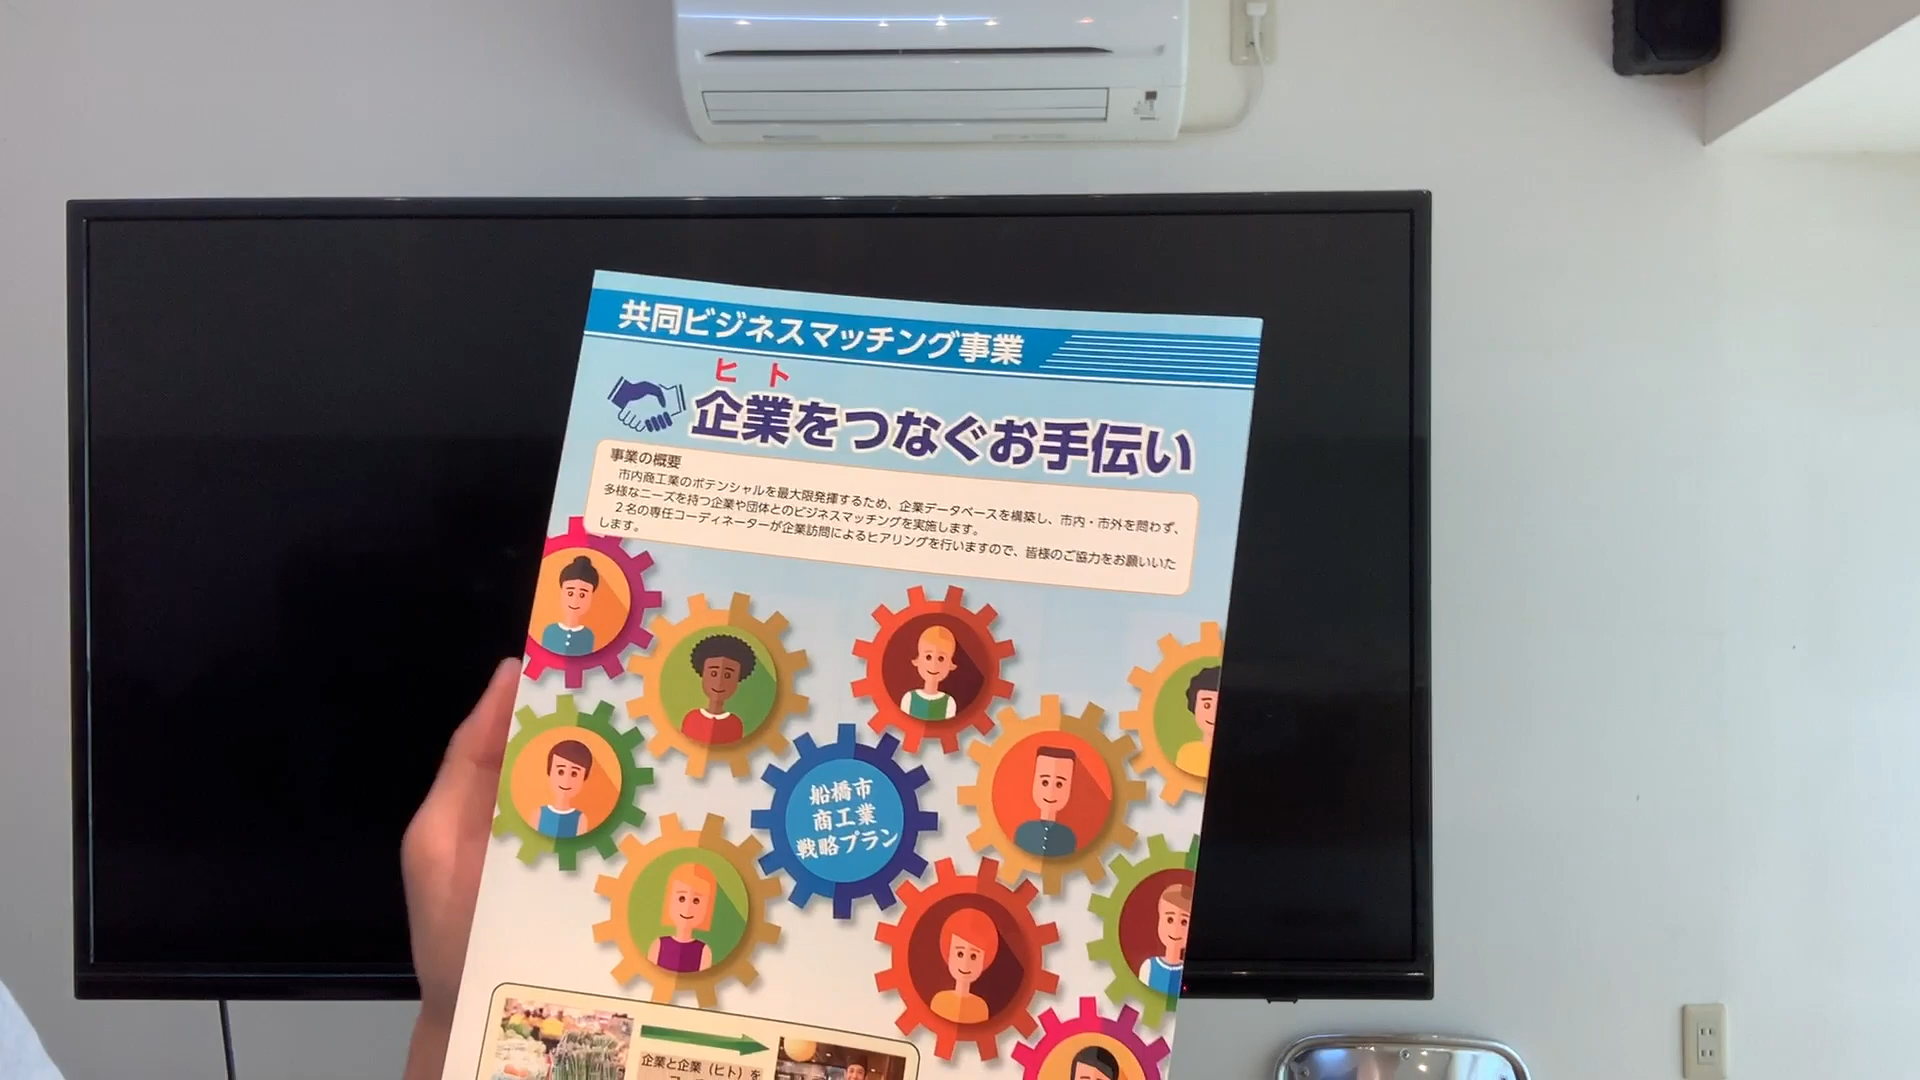 共同ビジネスマッチング事業
ヒト
企業をつなぐお手伝い
事業の概要
市内商工業のポテンシャルを最大限発揮するため、企業データベースを構築し、市内・市外を問わず、
多様なニーズを持つ企業や団体とのビジネスマッチングを実施します。
２名の専任コーディネーターが企業訪問によるヒアリングを行いますので、皆様のご協力をお願いいた
します。
船橋市
商工業
戦略プラン
企業と企業（ヒト）を